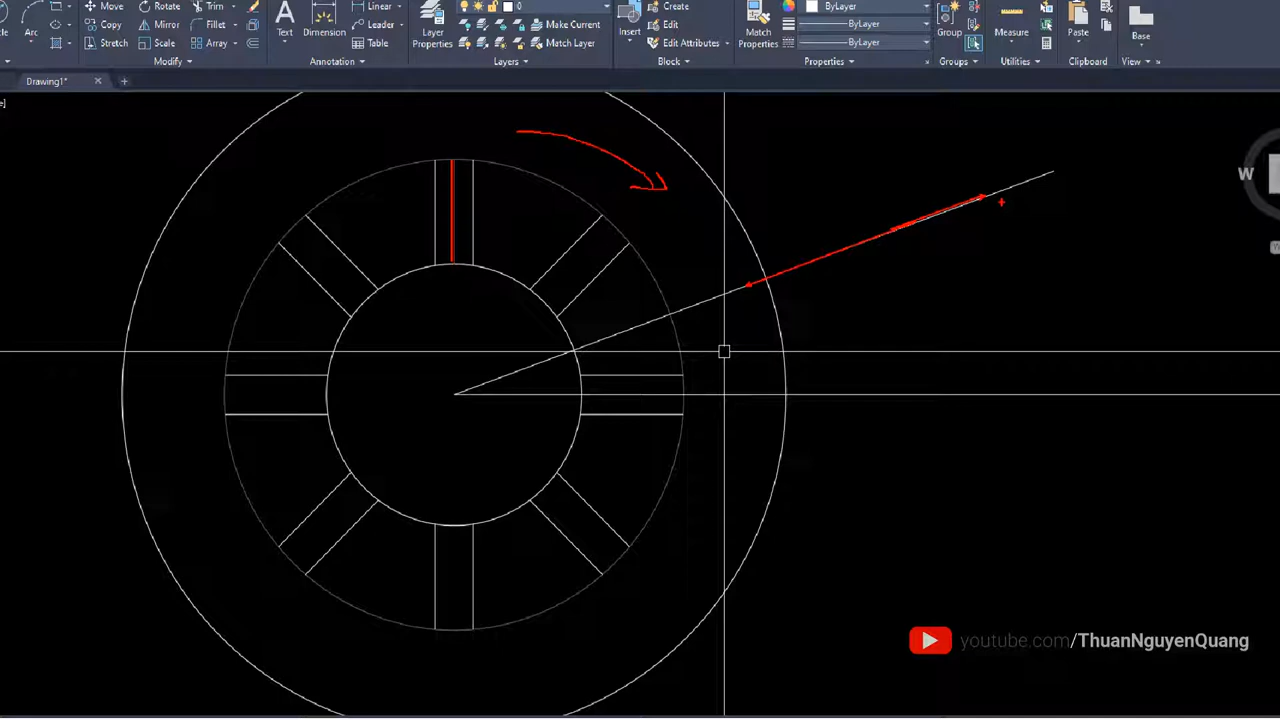 Arc
Move
Rotate
Trim
Copy
Mirror
Fillet
Stretch
Scale
Array
Modify
Text
Dimension
Linear
Leader
Table
Annotation
Layer
Properties
0
Make Current
Match Layer
Layers
Insert
Create
Edit
Edit Attributes
Block
Match
Properties
ByLayer
ByLayer
ByLayer
Properties
Group
Groups
Measure
Utilities
Paste
Clipboard
Base
View
Drawing1*
W
youtube.com/ThuanNguyenQuang